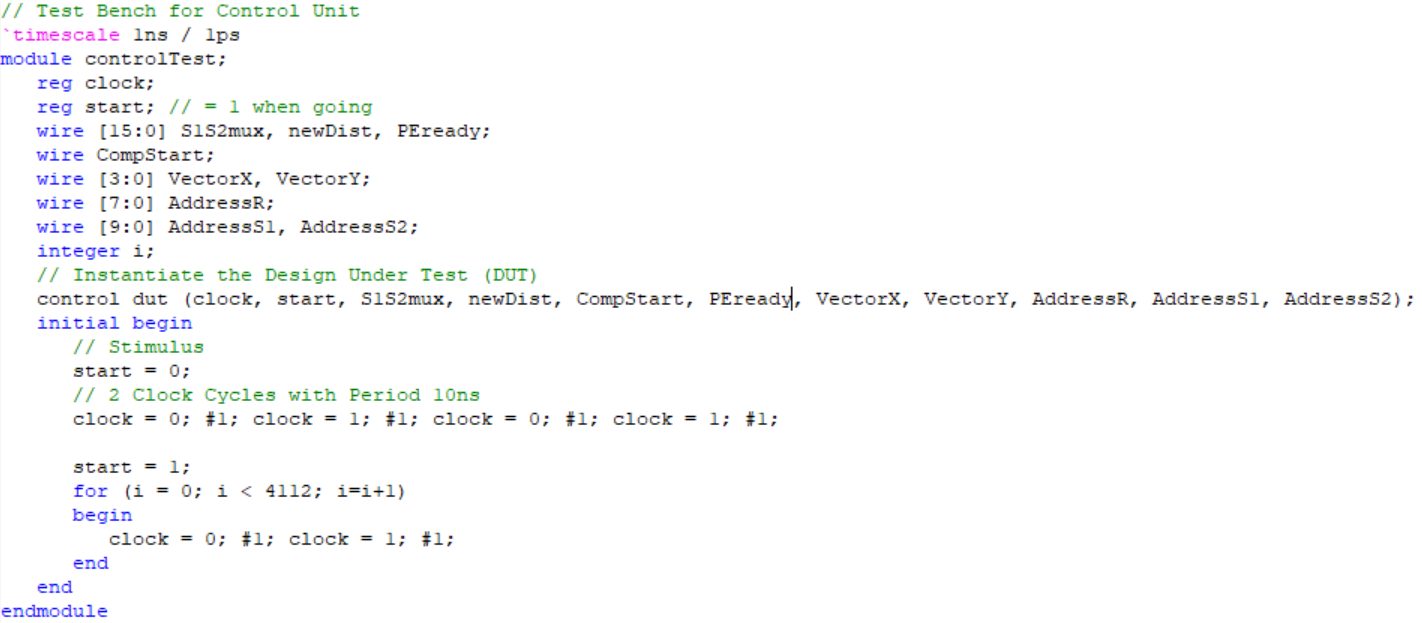 // Test Bench for Control Unit
`timescale 1ns / 1ps
module controlTest;
reg clock;
reg start; // = 1 when going
wire [15:0] S1S2mux, newDist, PEready;
wire CompStart;
wire [3:0] VectorX, VectorY;
wire [7:0] AddressR;
wire [9:0] AddressS1, AddressS2;
integer i;
// Instantiate the Design Under Test (DUT)
control dut (clock, start, S1S2mux, newDist, CompStart, PEready, VectorX, VectorY, AddressR, AddressS1, AddressS2);
initial begin
// Stimulus
start = 0;
// 2 Clock Cycles with Period 10ns
clock = 0; #1; clock = 1; #1; clock = 0; #1; clock = 1; #1;
start = 1;
for (i = 0; i < 4112; i=i+1)
begin
clock = 0; #1; clock = 1; #1;
end
end
endmodule